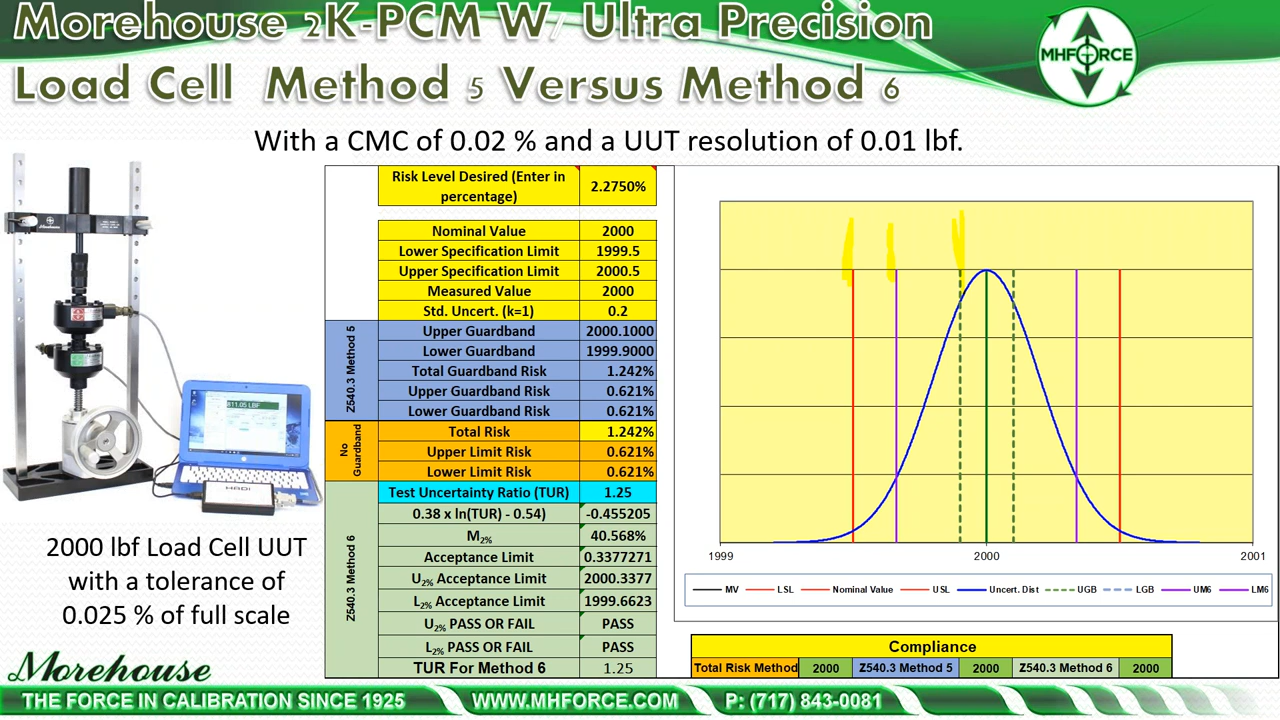 Morehouse 2K-PCM W/ Ultra Precision
Load Cell Method 5 Versus Method 6
MHFORCE
With a CMC of 0.02 % and a UUT resolution of 0.01 lbf.
Risk Level Desired (Enter in percentage) 2.2750%
Nominal Value 2000
Lower Specification Limit 1999.5
Upper Specification Limit 2000.5
Measured Value 2000
Std. Uncert. (k=1) 0.2
Z540.3 Method 5
Upper Guardband 2000.1000
Lower Guardband 1999.9000
Total Guardband Risk 1.242%
Upper Guardband Risk 0.621%
Lower Guardband Risk 0.621%
No Guardband
Total Risk 1.242%
Upper Limit Risk 0.621%
Lower Limit Risk 0.621%
Z540.3 Method 6
Test Uncertainty Ratio (TUR) 1.25
0.38 x ln(TUR) - 0.54) -0.455205
M2% 40.568%
Acceptance Limit 0.3377271
U2% Acceptance Limit 2000.3377
L2% Acceptance Limit 1999.6623
U2% PASS OR FAIL PASS
L2% PASS OR FAIL PASS
TUR For Method 6 1.25
1999 2000 2001
MV LSL Nominal Value USL Uncert. Dist UGB LGB UM6 LM6
Compliance
Total Risk Method 2000 Z540.3 Method 5 2000 Z540.3 Method 6 2000
811.05 LBF
HADI
2000 lbf Load Cell UUT
with a tolerance of
0.025 % of full scale
Morehouse
THE FORCE IN CALIBRATION SINCE 1925 WWW.MHFORCE.COM P: (717) 843-0081